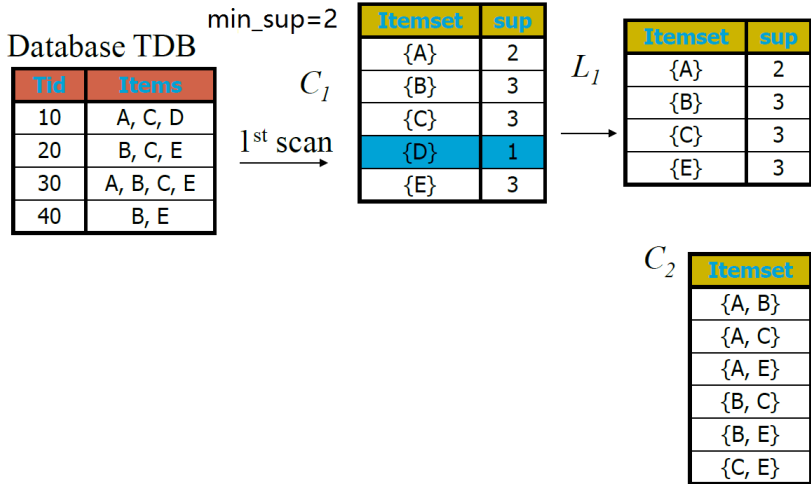 min_sup=2
Database TDB
Tid Items
10 A, C, D
20 B, C, E
30 A, B, C, E
40 B, E
1st scan
C1
Itemset sup
{A} 2
{B} 3
{C} 3
{D} 1
{E} 3
L1
Itemset sup
{A} 2
{B} 3
{C} 3
{E} 3
C2
Itemset
{A, B}
{A, C}
{A, E}
{B, C}
{B, E}
{C, E}